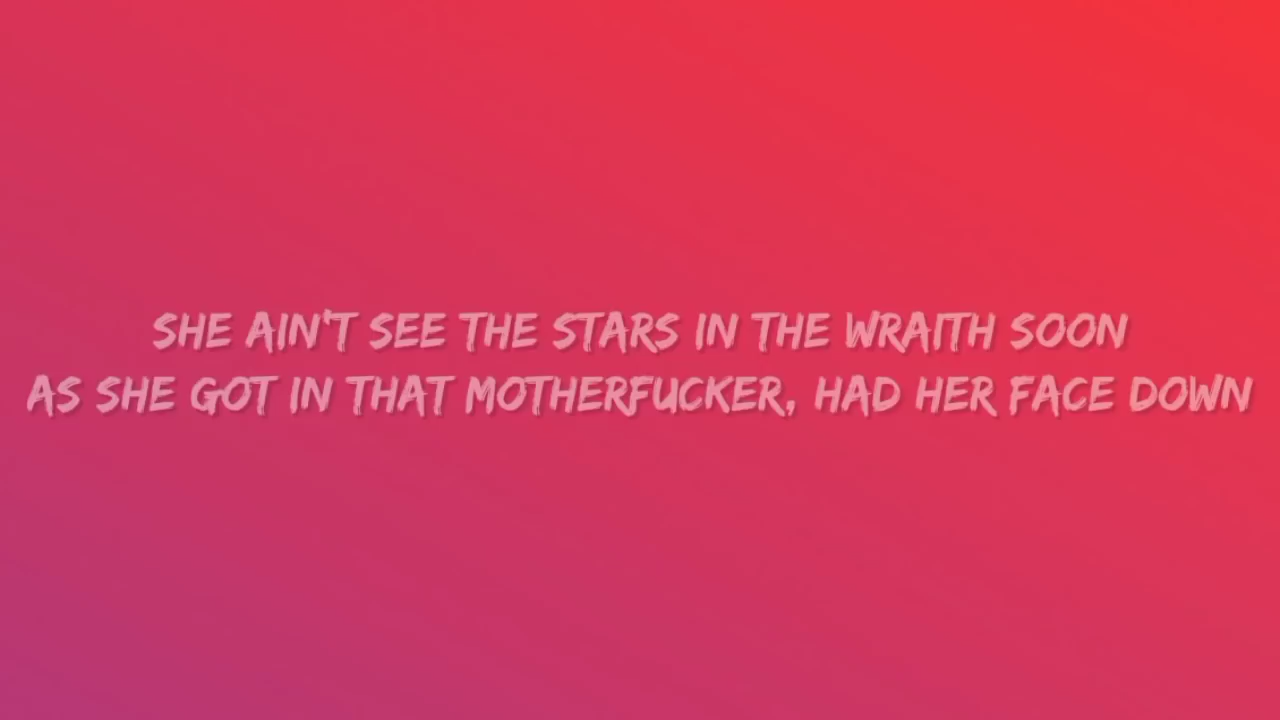 SHE AIN'T SEE THE STARS IN THE WRAITH SOON
AS SHE GOT IN THAT MOTHERFUCKER, HAD HER FACE DOWN